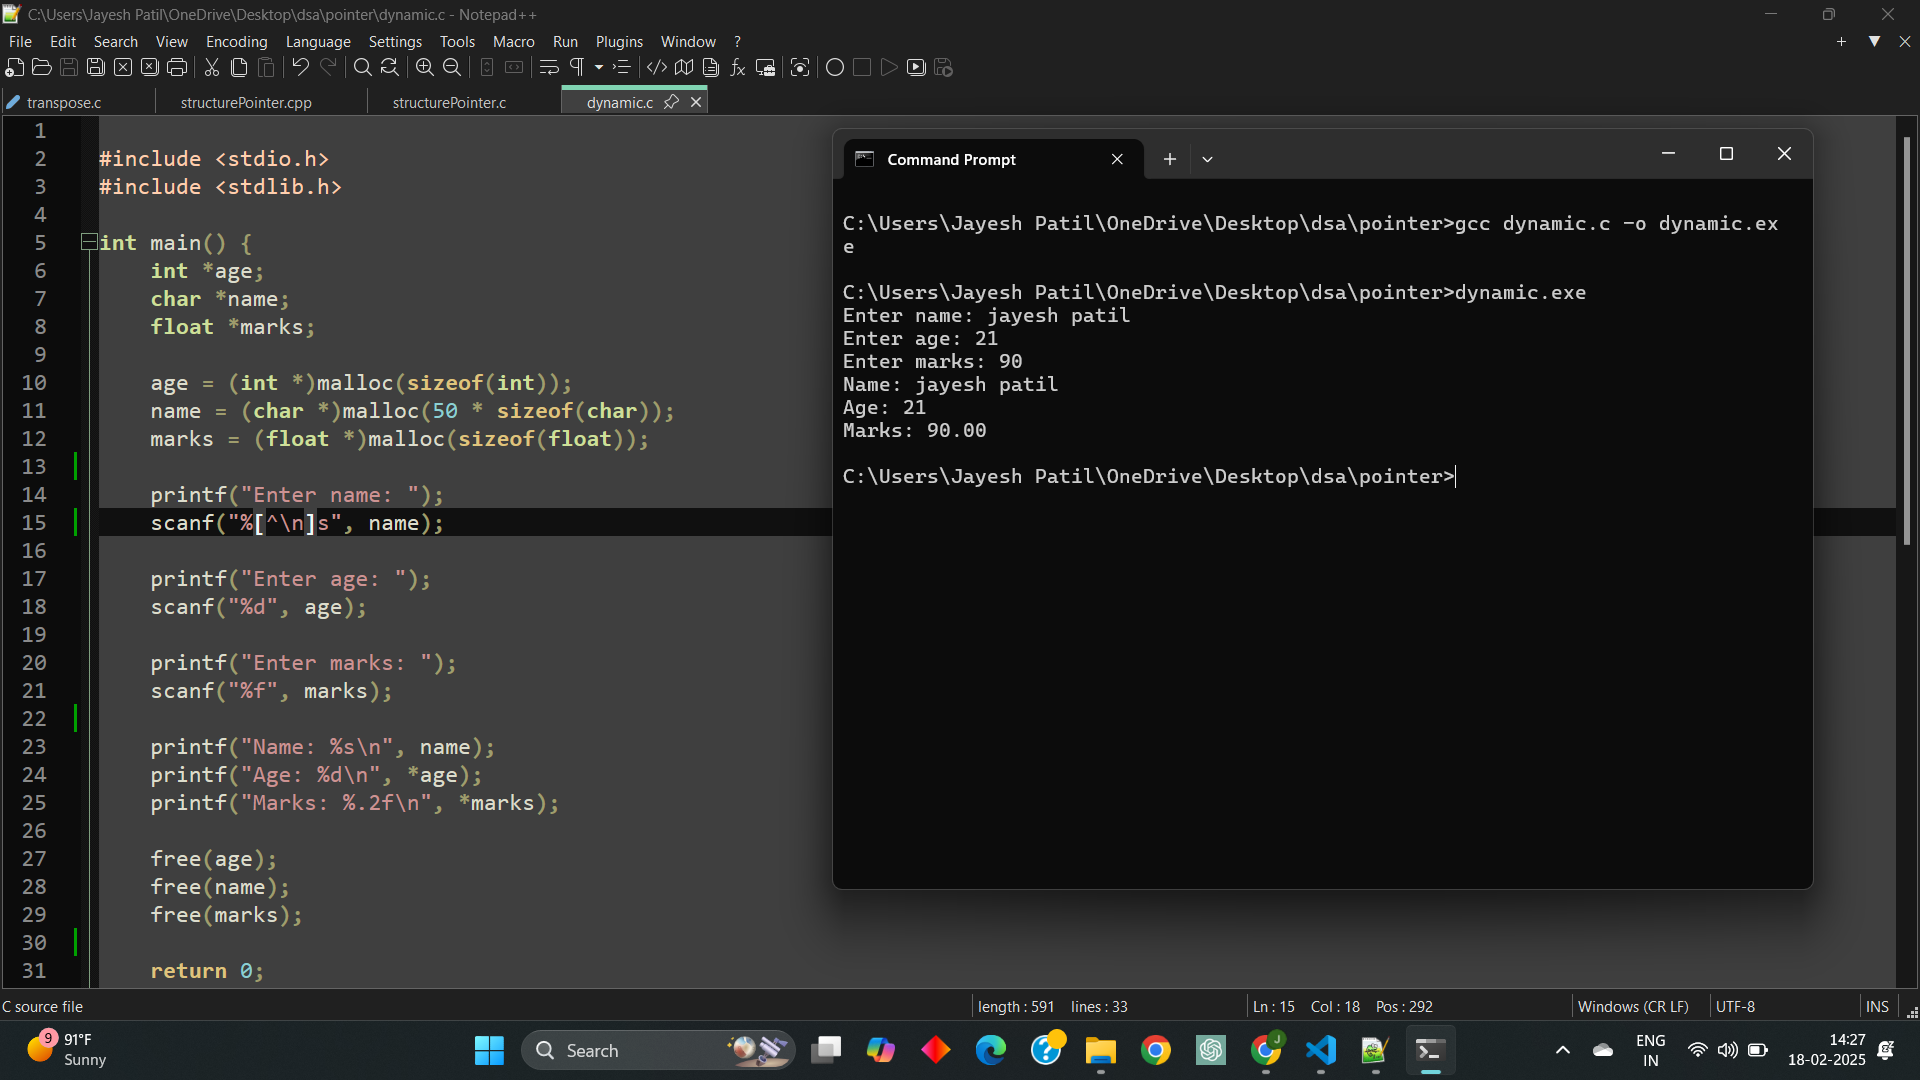 C:\Users\Jayesh Patil\OneDrive\Desktop\dsa\pointer\dynamic.c - Notepad++
File Edit Search View Encoding Language Settings Tools Macro Run Plugins Window ?
transpose.c structurePointer.cpp structurePointer.c dynamic.c
1
2 #include <stdio.h>
3 #include <stdlib.h>
4
5 int main() {
6 int *age;
7 char *name;
8 float *marks;
9
10 age = (int *)malloc(sizeof(int));
11 name = (char *)malloc(50 * sizeof(char));
12 marks = (float *)malloc(sizeof(float));
13
14 printf("Enter name: ");
15 scanf("%[^\n]s", name);
16
17 printf("Enter age: ");
18 scanf("%d", age);
19
20 printf("Enter marks: ");
21 scanf("%f", marks);
22
23 printf("Name: %s\n", name);
24 printf("Age: %d\n", *age);
25 printf("Marks: %.2f\n", *marks);
26
27 free(age);
28 free(name);
29 free(marks);
30
31 return 0;
Command Prompt
C:\Users\Jayesh Patil\OneDrive\Desktop\dsa\pointer>gcc dynamic.c -o dynamic.ex
e
C:\Users\Jayesh Patil\OneDrive\Desktop\dsa\pointer>dynamic.exe
Enter name: jayesh patil
Enter age: 21
Enter marks: 90
Name: jayesh patil
Age: 21
Marks: 90.00
C:\Users\Jayesh Patil\OneDrive\Desktop\dsa\pointer>
C source file length : 591 lines : 33 Ln : 15 Col : 18 Pos : 292 Windows (CR LF) UTF-8 INS
9 91°F
Sunny
Search
J
ENG
IN
14:27
18-02-2025